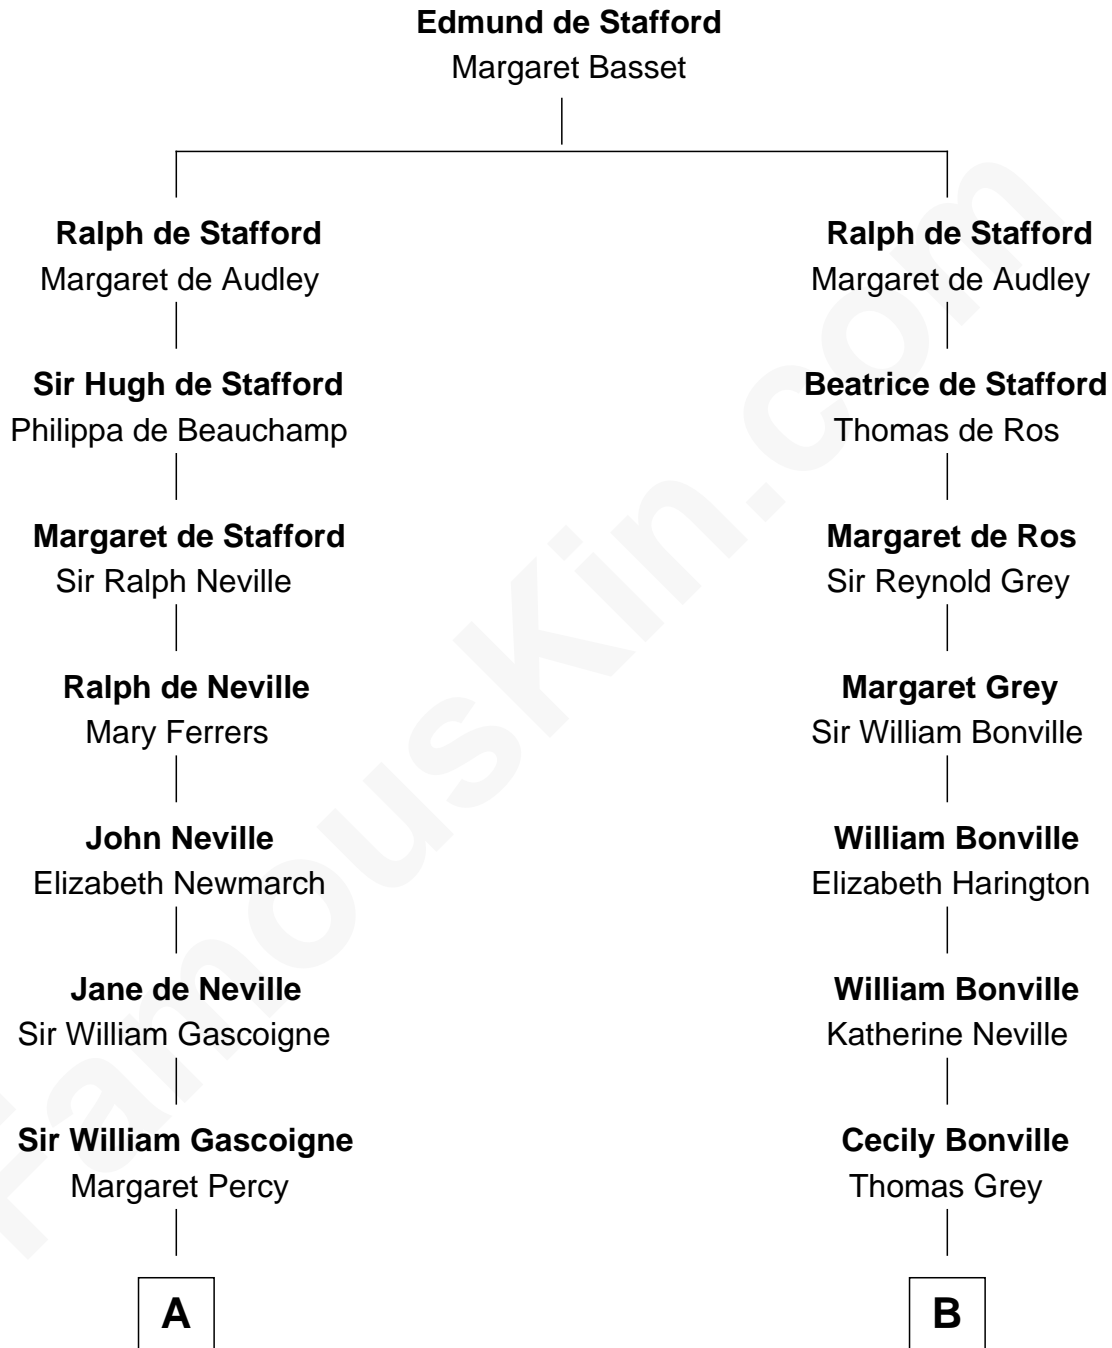 Edmund de Stafford
Margaret Basset
Ralph de Stafford
Margaret de Audley
Sir Hugh de Stafford
Philippa de Beauchamp
Margaret de Stafford
Sir Ralph Neville
Ralph de Neville
Mary Ferrers
John Neville
Elizabeth Newmarch
Jane de Neville
Sir William Gascoigne
Sir William Gascoigne
Margaret Percy
A
Ralph de Stafford
Margaret de Audley
Beatrice de Stafford
Thomas de Ros
Margaret de Ros
Sir Reynold Grey
Margaret Grey
Sir William Bonville
William Bonville
Elizabeth Harington
William Bonville
Katherine Neville
Cecily Bonville
Thomas Grey
B
FamousKin.com